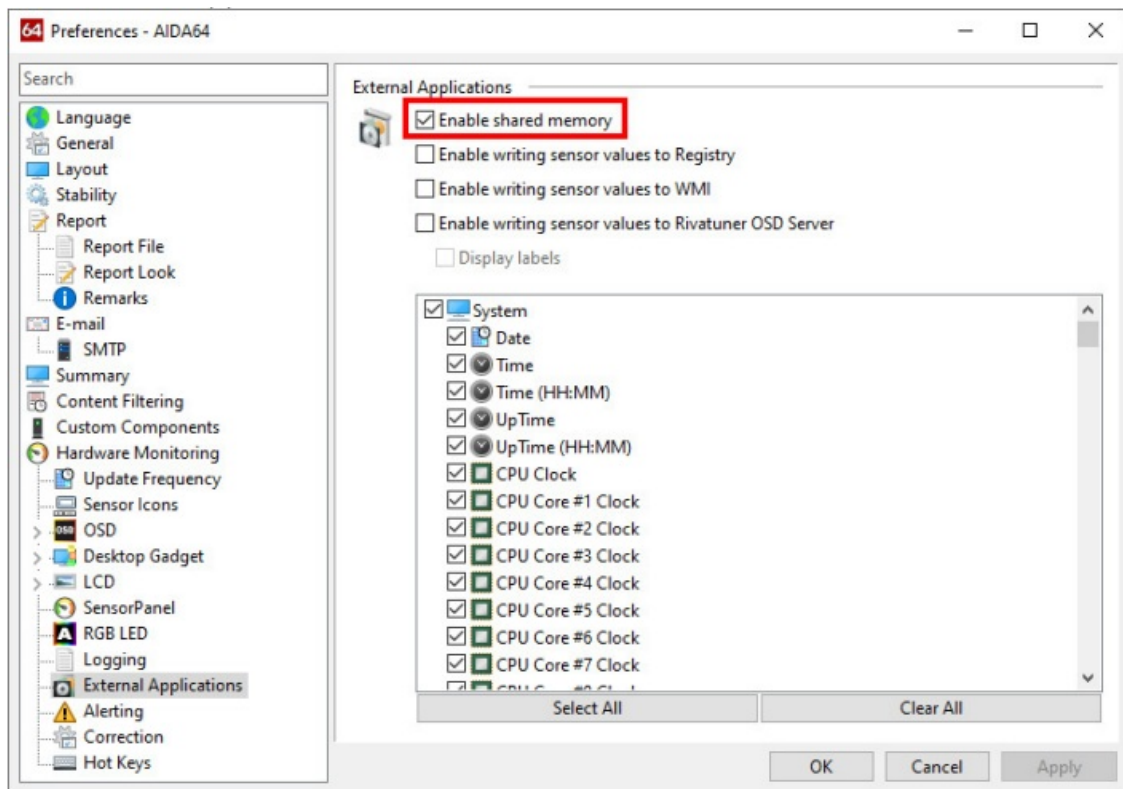 64 Preferences - AIDA64
Search
Language
General
Layout
Stability
Report
Report File
Report Look
Remarks
E-mail
SMTP
Summary
Content Filtering
Custom Components
Hardware Monitoring
Update Frequency
Sensor Icons
OSD OSD
Desktop Gadget
LCD
SensorPanel
A RGB LED
Logging
External Applications
Alerting
Correction
Hot Keys
External Applications
Enable shared memory
Enable writing sensor values to Registry
Enable writing sensor values to WMI
Enable writing sensor values to Rivatuner OSD Server
Display labels
System
Date
Time
Time (HH:MM)
UpTime
UpTime (HH:MM)
CPU Clock
CPU Core #1 Clock
CPU Core #2 Clock
CPU Core #3 Clock
CPU Core #4 Clock
CPU Core #5 Clock
CPU Core #6 Clock
CPU Core #7 Clock
Select All
Clear All
OK
Cancel
Apply